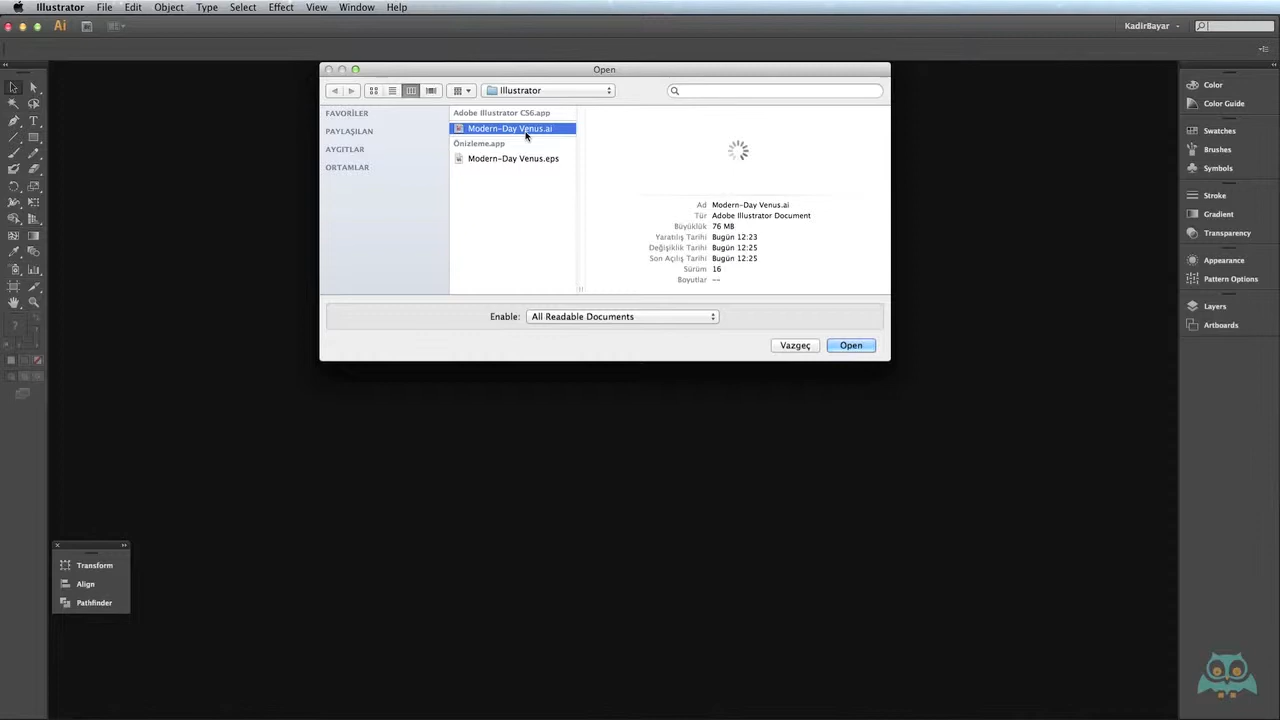 Illustrator File Edit Object Type Select Effect View Window Help
Ai KadirBayar
Open
Illustrator
FAVORİLER
PAYLAŞILAN
AYGITLAR
ORTAMLAR
Adobe Illustrator CS6.app
Modern-Day Venus.ai
Önizleme.app
Modern-Day Venus.eps
Ad Modern-Day Venus.ai
Tür Adobe Illustrator Document
Büyüklük 76 MB
Yaratılış Tarihi Bugün 12:23
Değişiklik Tarihi Bugün 12:25
Son Açılış Tarihi Bugün 12:25
Sürüm 16
Boyutlar --
Enable: All Readable Documents
Vazgeç Open
Color
Color Guide
Swatches
Brushes
Symbols
Stroke
Gradient
Transparency
Appearance
Pattern Options
Layers
Artboards
Transform
Align
Pathfinder